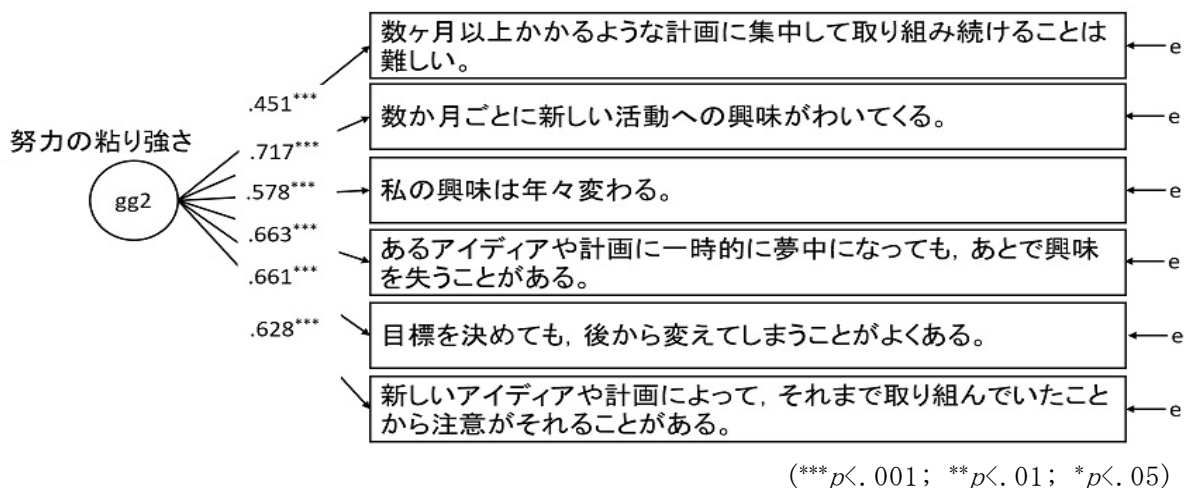 数ヶ月以上かかるような計画に集中して取り組み続けることは
難しい。
e
.451***
数か月ごとに新しい活動への興味がわいてくる。
e
努力の粘り強さ
.717***
gg2
.578***
私の興味は年々変わる。
e
.663***
あるアイディアや計画に一時的に夢中になっても，あとで興味
を失うことがある。
e
.661***
.628***
目標を決めても，後から変えてしまうことがよくある。
e
新しいアイディアや計画によって，それまで取り組んでいたこと
から注意がそれることがある。
e
(***p<.001; **p<.01; *p<.05)